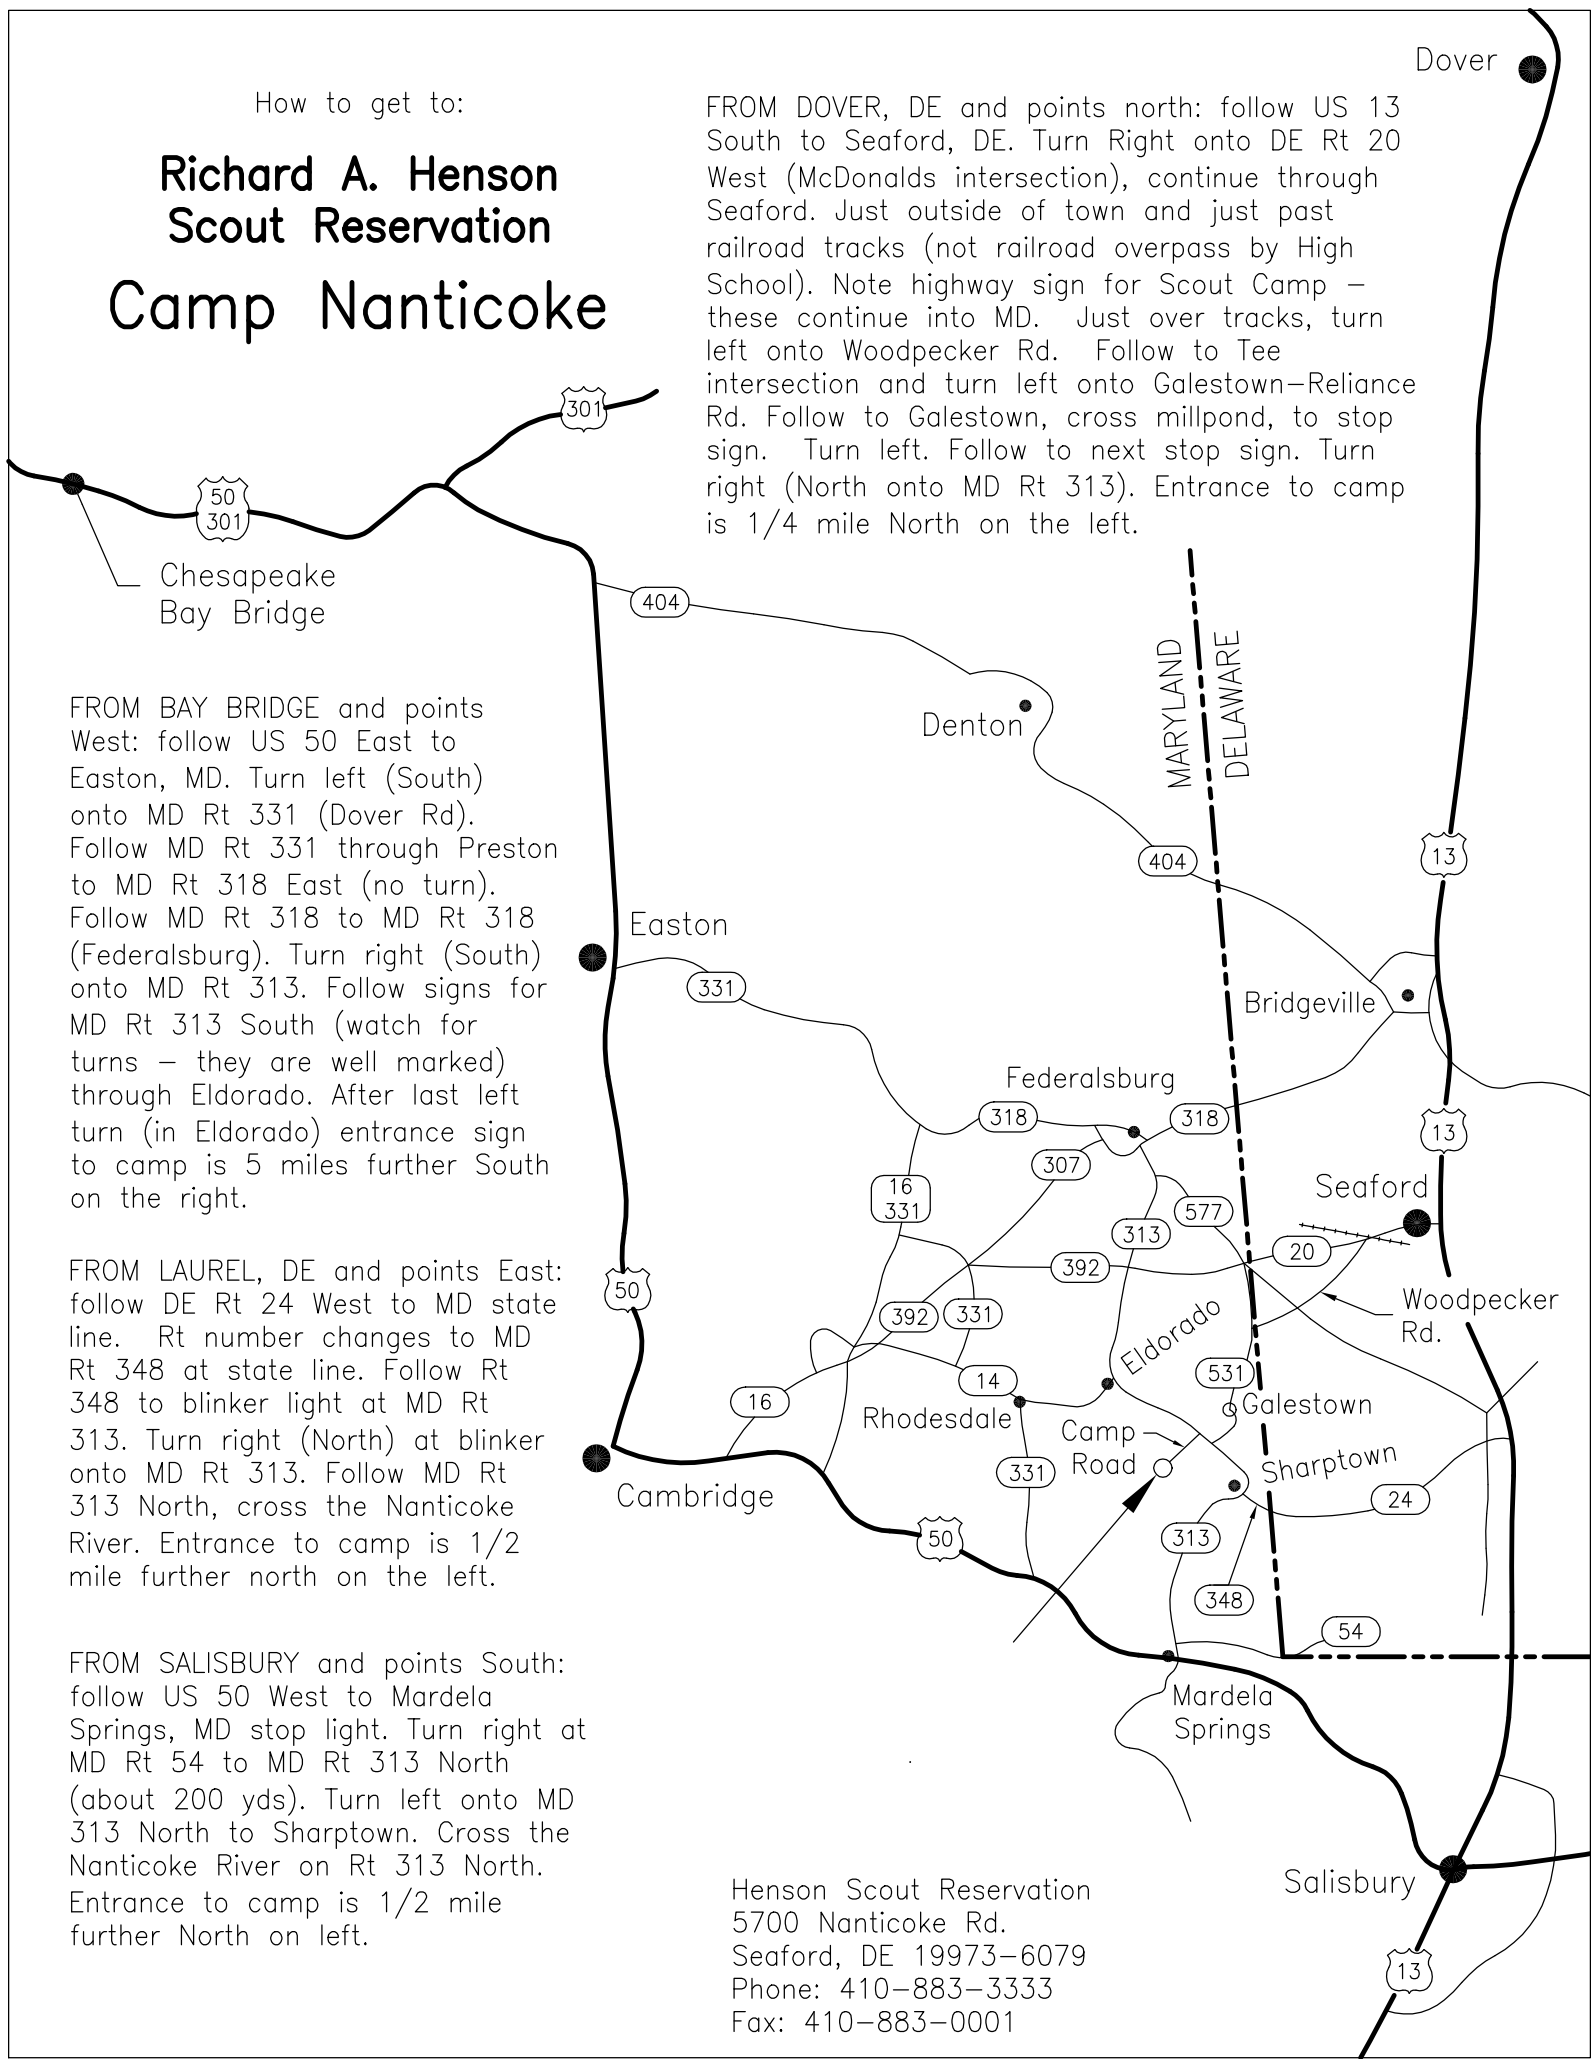 How to get to:
Richard A. Henson
Scout Reservation
Camp Nanticoke
FROM DOVER, DE and points north: follow US 13
South to Seaford, DE. Turn Right onto DE Rt 20
West (McDonalds intersection), continue through
Seaford. Just outside of town and just past
railroad tracks (not railroad overpass by High
School). Note highway sign for Scout Camp –
these continue into MD. Just over tracks, turn
left onto Woodpecker Rd. Follow to Tee
intersection and turn left onto Galestown–Reliance
Rd. Follow to Galestown, cross millpond, to stop
sign. Turn left. Follow to next stop sign. Turn
right (North onto MD Rt 313). Entrance to camp
is 1/4 mile North on the left.
FROM BAY BRIDGE and points
West: follow US 50 East to
Easton, MD. Turn left (South)
onto MD Rt 331 (Dover Rd).
Follow MD Rt 331 through Preston
to MD Rt 318 East (no turn).
Follow MD Rt 318 to MD Rt 318
(Federalsburg). Turn right (South)
onto MD Rt 313. Follow signs for
MD Rt 313 South (watch for
turns – they are well marked)
through Eldorado. After last left
turn (in Eldorado) entrance sign
to camp is 5 miles further South
on the right.
FROM LAUREL, DE and points East:
follow DE Rt 24 West to MD state
line. Rt number changes to MD
Rt 348 at state line. Follow Rt
348 to blinker light at MD Rt
313. Turn right (North) at blinker
onto MD Rt 313. Follow MD Rt
313 North, cross the Nanticoke
River. Entrance to camp is 1/2
mile further north on the left.
FROM SALISBURY and points South:
follow US 50 West to Mardela
Springs, MD stop light. Turn right at
MD Rt 54 to MD Rt 313 North
(about 200 yds). Turn left onto MD
313 North to Sharptown. Cross the
Nanticoke River on Rt 313 North.
Entrance to camp is 1/2 mile
further North on left.
Henson Scout Reservation
5700 Nanticoke Rd.
Seaford, DE 19973–6079
Phone: 410–883–3333
Fax: 410–883–0001
Dover
301
50
301
Chesapeake
Bay Bridge
404
MARYLAND
DELAWARE
Denton
404
13
Easton
331
Bridgeville
Federalsburg
318
318
13
307
16
331
Seaford
577
313
20
392
50
392
331
Woodpecker
Rd.
Eldorado
531
14
16
Galestown
Rhodesdale
Camp
Road
Sharptown
331
Cambridge
24
50
313
348
54
Mardela
Springs
Salisbury
13